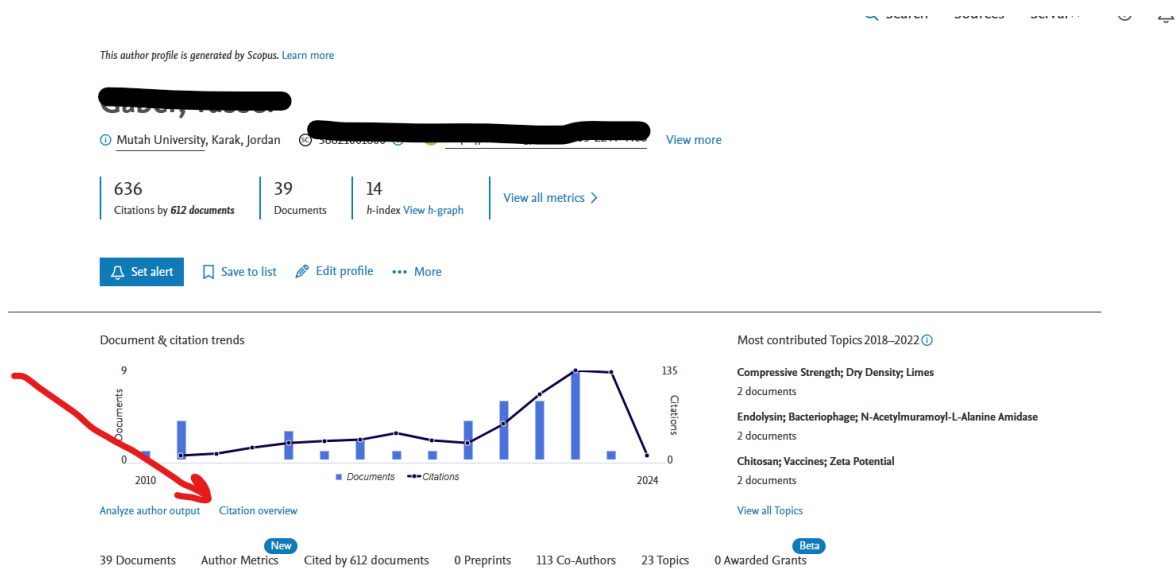 Search Sources
This author profile is generated by Scopus. Learn more
Mutah University, Karak, Jordan View more
636
Citations by 612 documents
39
Documents
14
h-index View h-graph
View all metrics >
Set alert Save to list Edit profile ••• More
Document & citation trends
9
135
Documents
Citations
0
0
2010
Documents Citations
2024
Analyze author output Citation overview
Most contributed Topics 2018–2022
Compressive Strength; Dry Density; Limes
2 documents
Endolysin; Bacteriophage; N-Acetylmuramoyl-L-Alanine Amidase
2 documents
Chitosan; Vaccines; Zeta Potential
2 documents
View all Topics
New
Beta
39 Documents Author Metrics Cited by 612 documents 0 Preprints 113 Co-Authors 23 Topics 0 Awarded Grants